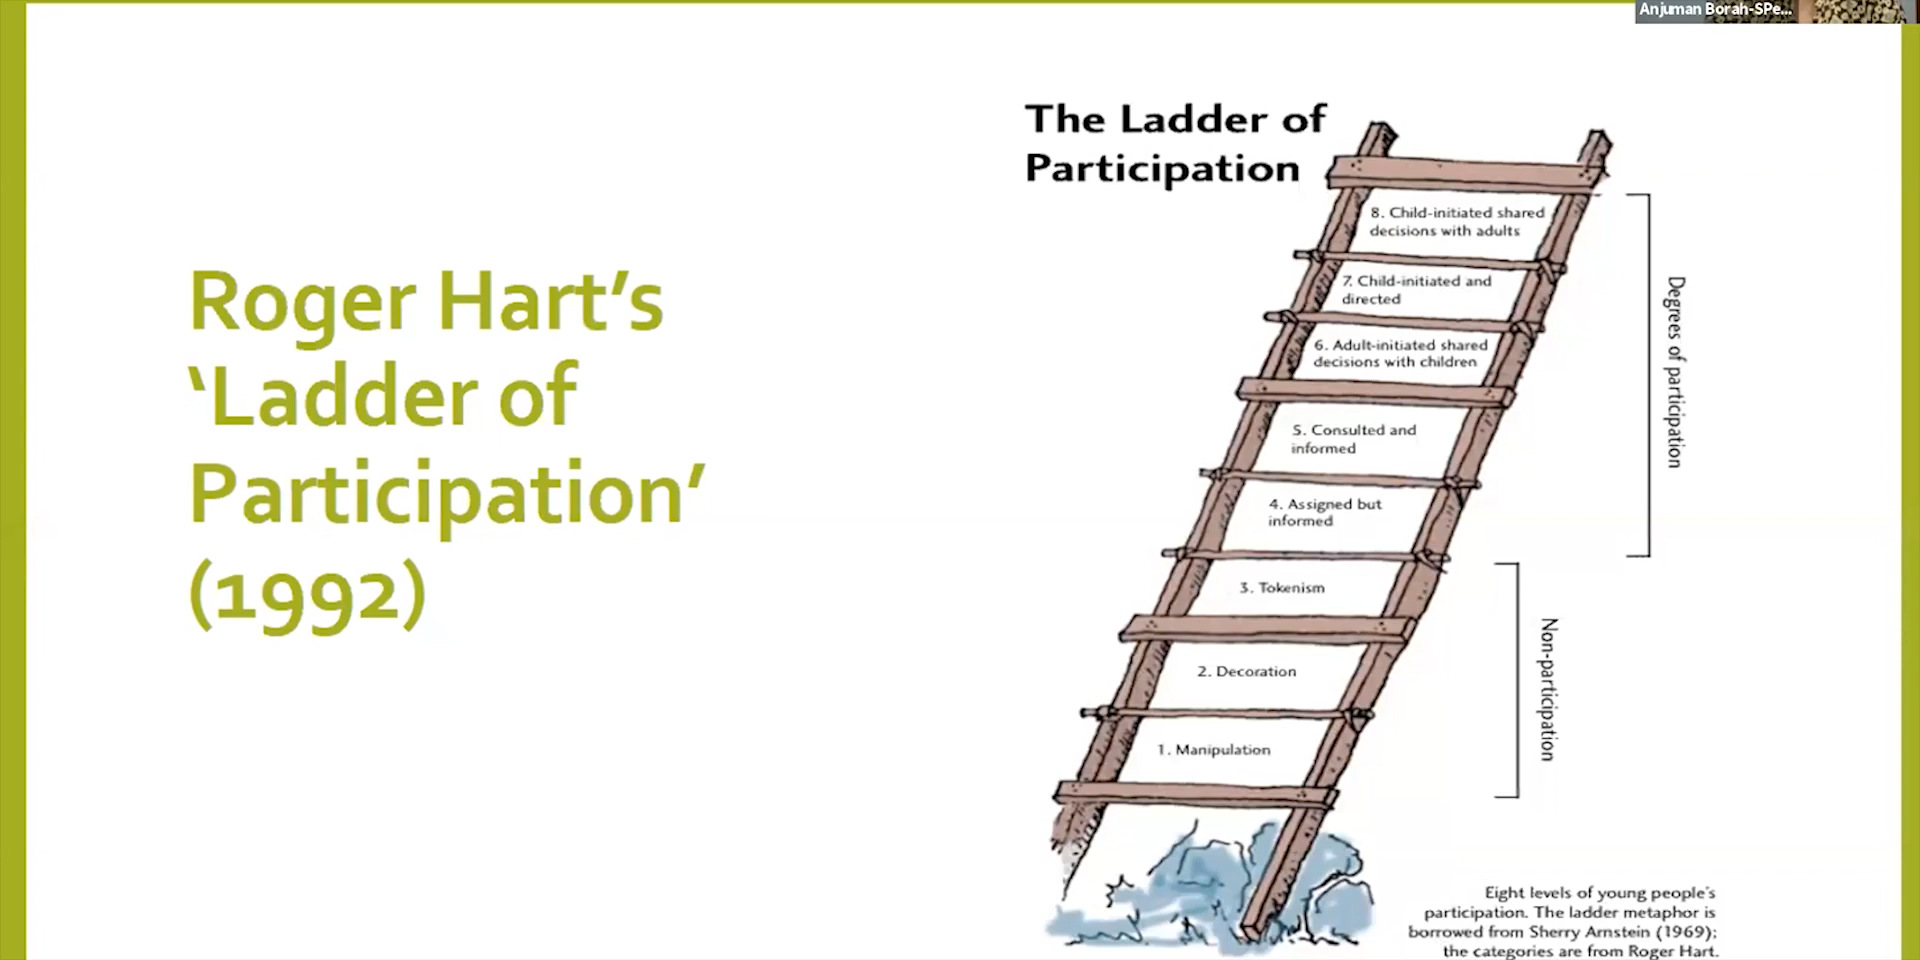 Anjuman Borah-SPe...
Roger Hart’s
‘Ladder of
Participation’
(1992)
The Ladder of
Participation
8. Child-initiated shared
decisions with adults
7. Child-initiated and
directed
6. Adult-initiated shared
decisions with children
5. Consulted and
informed
4. Assigned but
informed
3. Tokenism
2. Decoration
1. Manipulation
Degrees of participation
Non-participation
Eight levels of young people's
participation. The ladder metaphor is
borrowed from Sherry Arnstein (1969);
the categories are from Roger Hart.